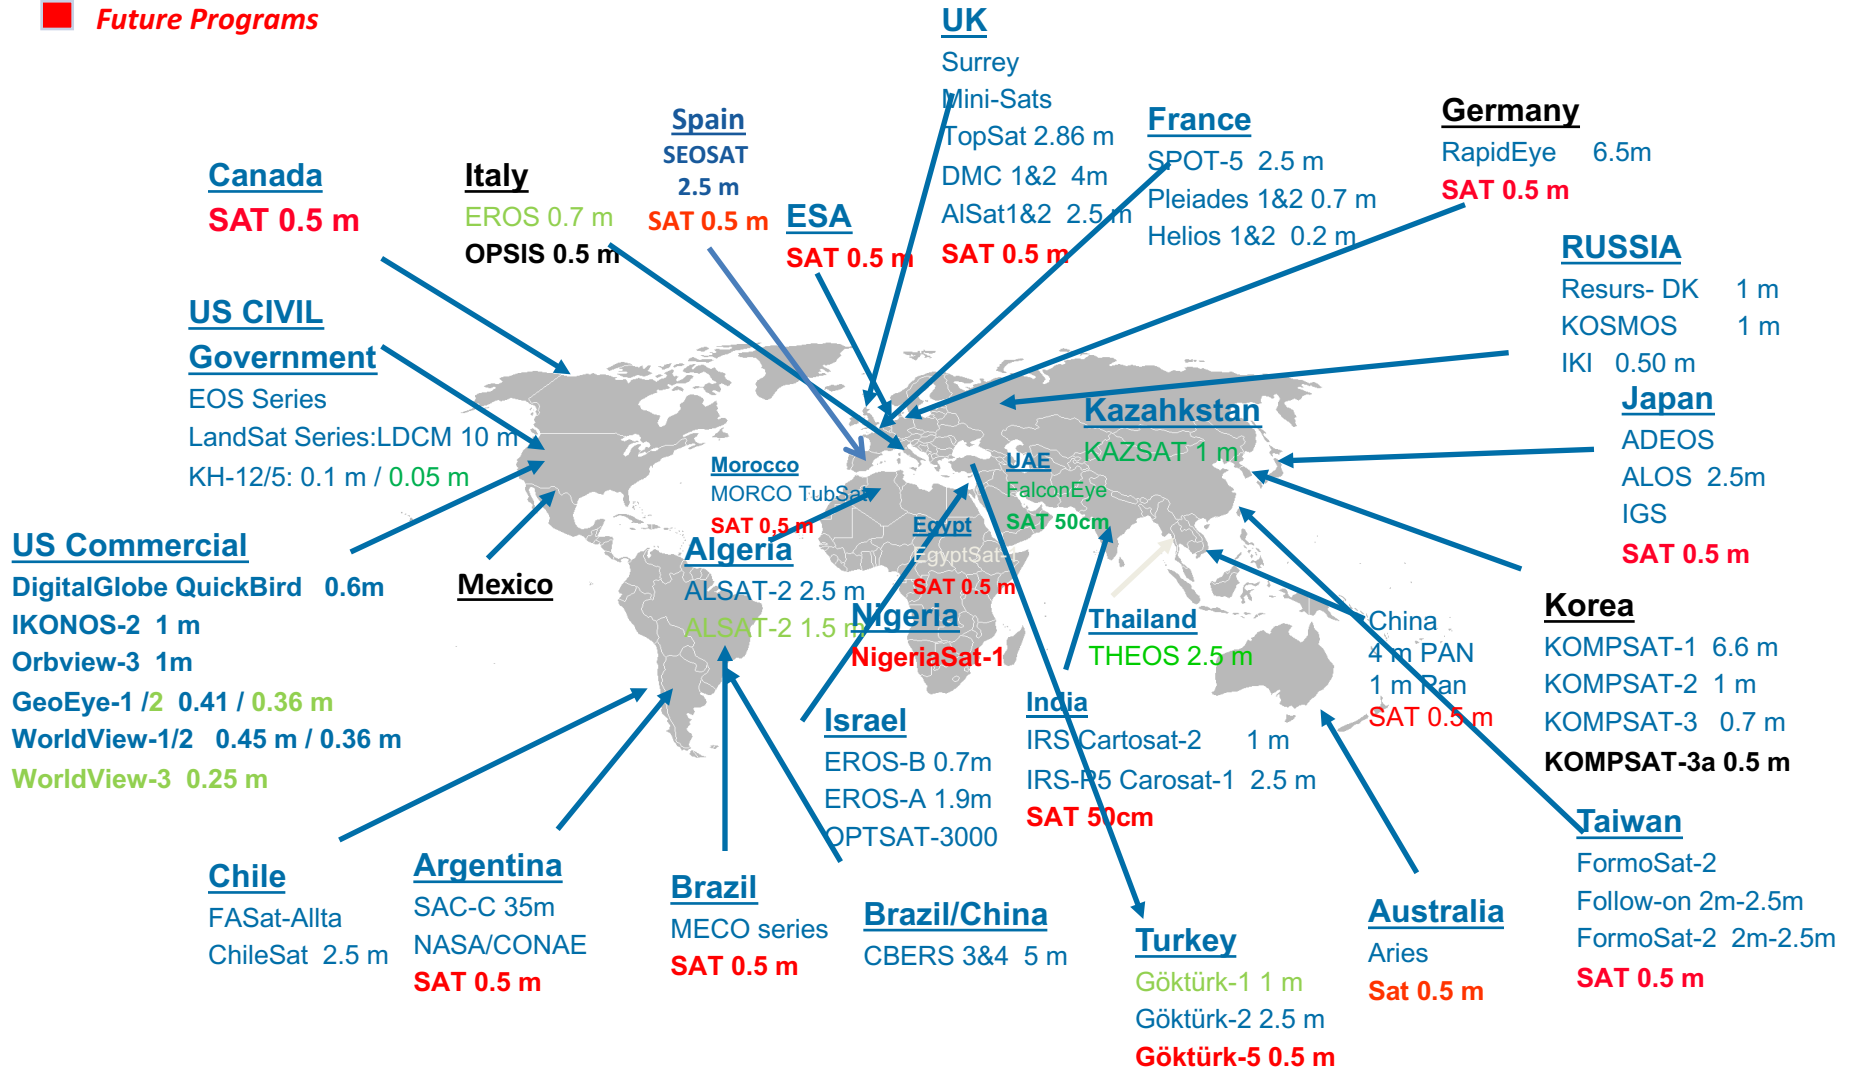 Future Programs
UK
Surrey
Mini-Sats
TopSat 2.86 m
DMC 1&2 4m
AlSat1&2 2.5 m
SAT 0.5 m
France
SPOT-5 2.5 m
Pleiades 1&2 0.7 m
Helios 1&2 0.2 m
Germany
RapidEye 6.5m
SAT 0.5 m
Spain
SEOSAT
2.5 m
SAT 0.5 m
ESA
SAT 0.5 m
Canada
SAT 0.5 m
Italy
EROS 0.7 m
OPSIS 0.5 m
RUSSIA
Resurs- DK 1 m
KOSMOS 1 m
IKI 0.50 m
US CIVIL
Government
EOS Series
LandSat Series:LDCM 10 m
KH-12/5: 0.1 m / 0.05 m
Kazahkstan
KAZSAT 1 m
Japan
ADEOS
ALOS 2.5m
IGS
SAT 0.5 m
Morocco
MORCO TubSat
SAT 0,5 m
UAE
FalconEye
SAT 50cm
Egypt
EgyptSat-
SAT 0.5 m
US Commercial
DigitalGlobe QuickBird 0.6m
IKONOS-2 1 m
Orbview-3 1m
GeoEye-1 /2 0.41 / 0.36 m
WorldView-1/2 0.45 m / 0.36 m
WorldView-3 0.25 m
Mexico
Algeria
ALSAT-2 2.5 m
ALSAT-2 1.5 m
Nigeria
NigeriaSat-1
Thailand
THEOS 2.5 m
China
4 m PAN
1 m Pan
SAT 0.5 m
Korea
KOMPSAT-1 6.6 m
KOMPSAT-2 1 m
KOMPSAT-3 0.7 m
KOMPSAT-3a 0.5 m
Israel
EROS-B 0.7m
EROS-A 1.9m
OPTSAT-3000
India
IRS Cartosat-2 1 m
IRS-P5 Carosat-1 2.5 m
SAT 50cm
Taiwan
FormoSat-2
Follow-on 2m-2.5m
FormoSat-2 2m-2.5m
SAT 0.5 m
Chile
FASat-Allta
ChileSat 2.5 m
Argentina
SAC-C 35m
NASA/CONAE
SAT 0.5 m
Brazil
MECO series
SAT 0.5 m
Brazil/China
CBERS 3&4 5 m
Turkey
Göktürk-1 1 m
Göktürk-2 2.5 m
Göktürk-5 0.5 m
Australia
Aries
Sat 0.5 m